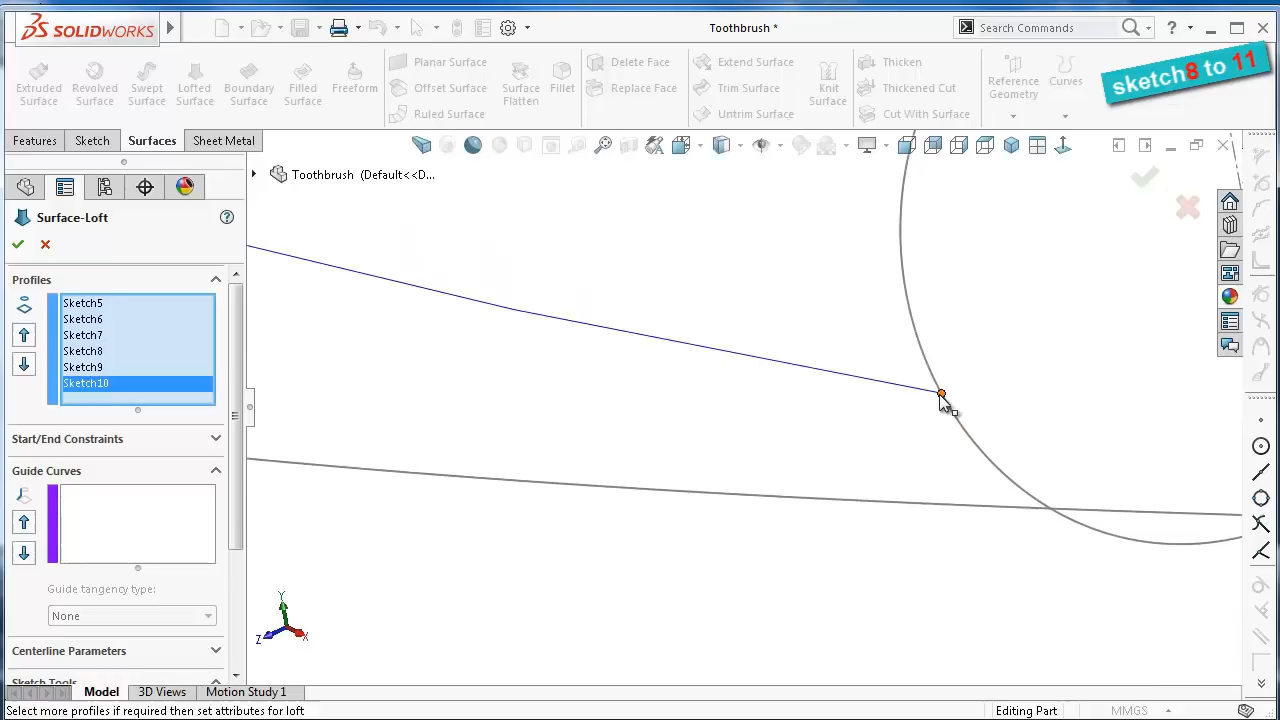 SOLIDWORKS
Toothbrush *
Search Commands
?
sketch8 to 11
Extruded Surface
Revolved Surface
Swept Surface
Lofted Surface
Boundary Surface
Filled Surface
Freeform
Planar Surface
Offset Surface
Ruled Surface
Surface Flatten
Fillet
Delete Face
Replace Face
Extend Surface
Trim Surface
Untrim Surface
Knit Surface
Thicken
Thickened Cut
Cut With Surface
Reference Geometry
Curves
Features
Sketch
Surfaces
Sheet Metal
Toothbrush (Default<<D...
Surface-Loft
?
Profiles
Sketch5
Sketch6
Sketch7
Sketch8
Sketch9
Sketch10
Start/End Constraints
Guide Curves
Guide tangency type:
None
Centerline Parameters
Sketch Tools
Y
Z
X
Model
3D Views
Motion Study 1
Select more profiles if required then set attributes for loft
Editing Part
MMGS